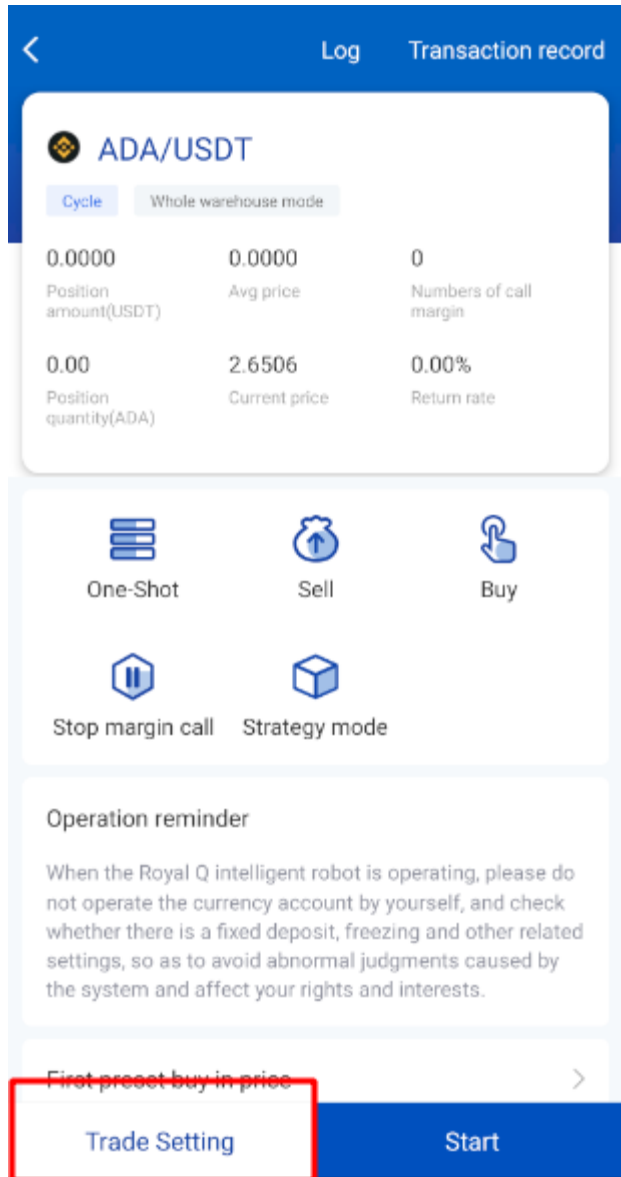 Log Transaction record
ADA/USDT
Cycle Whole warehouse mode
0.0000 0.0000 0
Position amount(USDT) Avg price Numbers of call margin
0.00 2.6506 0.00%
Position quantity(ADA) Current price Return rate
One-Shot Sell Buy
Stop margin call Strategy mode
Operation reminder
When the Royal Q intelligent robot is operating, please do
not operate the currency account by yourself, and check
whether there is a fixed deposit, freezing and other related
settings, so as to avoid abnormal judgments caused by
the system and affect your rights and interests.
First preset buy in price
Trade Setting Start